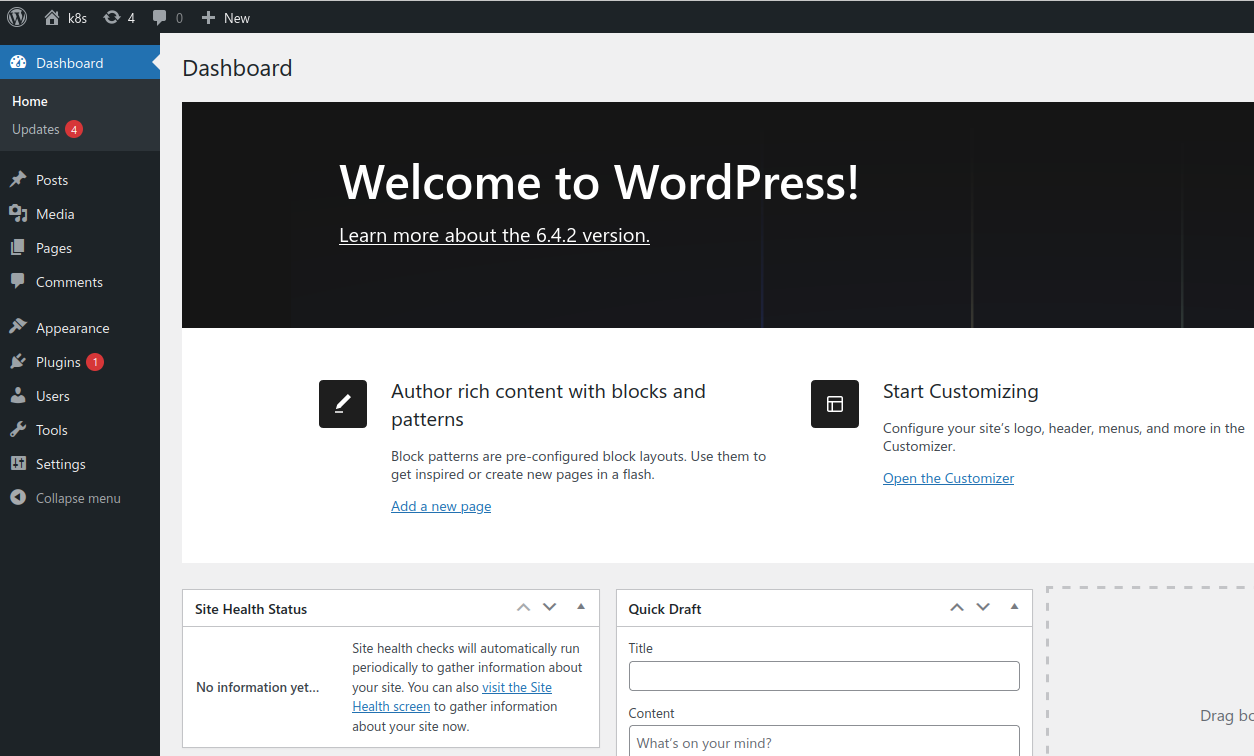 k8s 4 0 New
Dashboard
Home
Updates 4
Posts
Media
Pages
Comments
Appearance
Plugins 1
Users
Tools
Settings
Collapse menu
Dashboard
Welcome to WordPress!
Learn more about the 6.4.2 version.
Author rich content with blocks and
patterns
Block patterns are pre-configured block layouts. Use them to
get inspired or create new pages in a flash.
Add a new page
Start Customizing
Configure your site’s logo, header, menus, and more in the
Customizer.
Open the Customizer
Site Health Status
No information yet…
Site health checks will automatically run
periodically to gather information about
your site. You can also visit the Site
Health screen to gather information
about your site now.
Quick Draft
Title
Content
What’s on your mind?
Drag